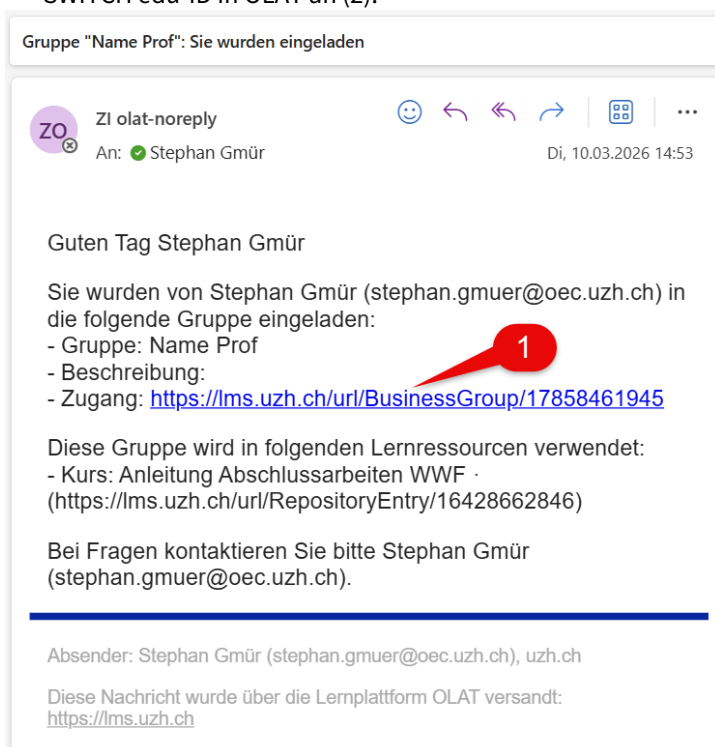 SWITCH edu-ID in OLAT an (2).
Gruppe "Name Prof": Sie wurden eingeladen
ZO
ZI olat-noreply
An: Stephan Gmür
Di, 10.03.2026 14:53
Guten Tag Stephan Gmür
Sie wurden von Stephan Gmür (stephan.gmuer@oec.uzh.ch) in
die folgende Gruppe eingeladen:
- Gruppe: Name Prof
1
- Beschreibung:
- Zugang: https://lms.uzh.ch/url/BusinessGroup/17858461945
Diese Gruppe wird in folgenden Lernressourcen verwendet:
- Kurs: Anleitung Abschlussarbeiten WWF ·
(https://lms.uzh.ch/url/RepositoryEntry/16428662846)
Bei Fragen kontaktieren Sie bitte Stephan Gmür
(stephan.gmuer@oec.uzh.ch).
Absender: Stephan Gmür (stephan.gmuer@oec.uzh.ch), uzh.ch
Diese Nachricht wurde über die Lernplattform OLAT versandt:
https://lms.uzh.ch